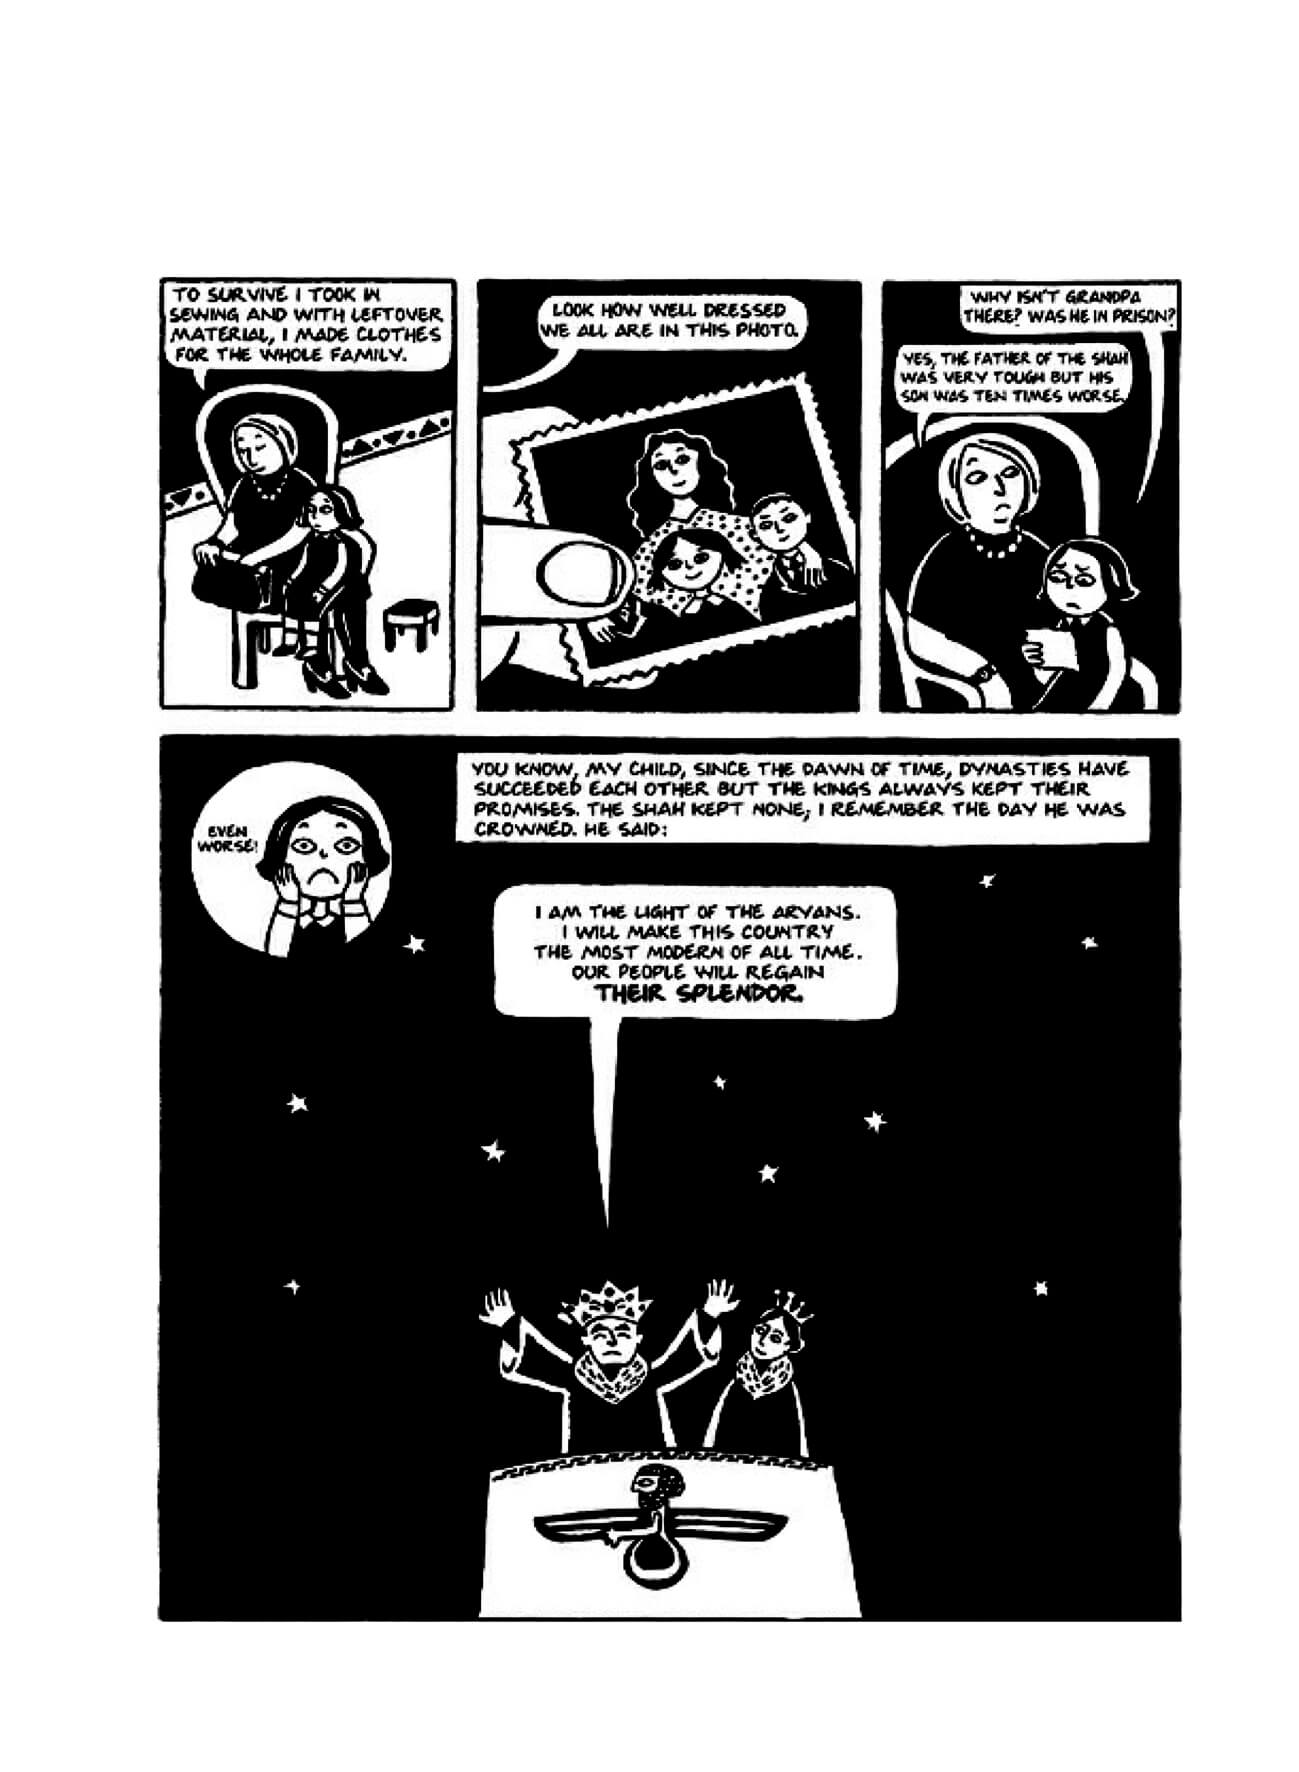 TO SURVIVE I TOOK IN
SEWING AND WITH LEFTOVER
MATERIAL, I MADE CLOTHES
FOR THE WHOLE FAMILY.
LOOK HOW WELL DRESSED
WE ALL ARE IN THIS PHOTO.
WHY ISN'T GRANDPA
THERE? WAS HE IN PRISON?
YES, THE FATHER OF THE SHAH
WAS VERY TOUGH BUT HIS
SON WAS TEN TIMES WORSE.
EVEN
WORSE!
YOU KNOW, MY CHILD, SINCE THE DAWN OF TIME, DYNASTIES HAVE
SUCCEEDED EACH OTHER BUT THE KINGS ALWAYS KEPT THEIR
PROMISES. THE SHAH KEPT NONE; I REMEMBER THE DAY HE WAS
CROWNED. HE SAID:
I AM THE LIGHT OF THE ARYANS.
I WILL MAKE THIS COUNTRY
THE MOST MODERN OF ALL TIME.
OUR PEOPLE WILL REGAIN
THEIR SPLENDOR.